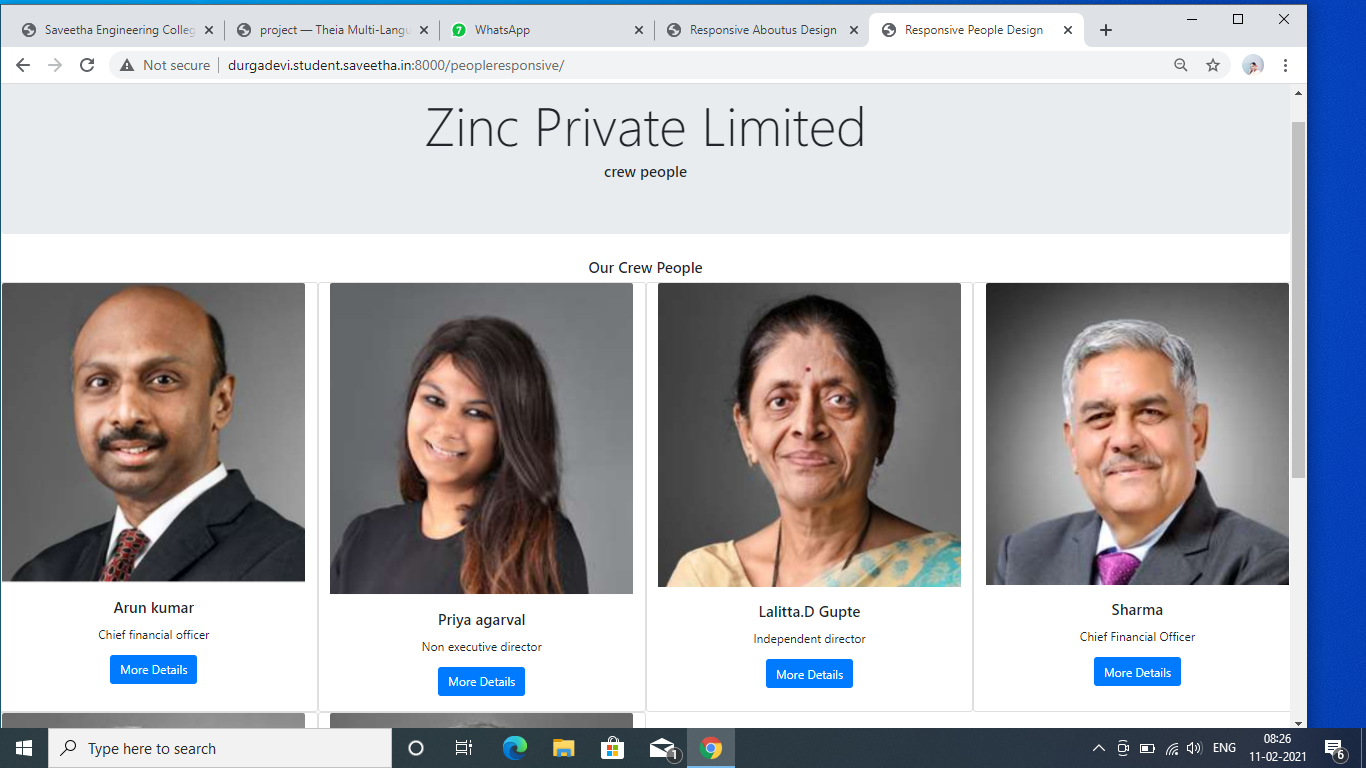 Saveetha Engineering Colleg
project — Theia Multi-Langu
7
WhatsApp
Responsive Aboutus Design
Responsive People Design
Not secure
durgadevi.student.saveetha.in:8000/peopleresponsive/
Zinc Private Limited
crew people
Our Crew People
Arun kumar
Chief financial officer
More Details
Priya agarval
Non executive director
More Details
Lalitta.D Gupte
Independent director
More Details
Sharma
Chief Financial Officer
More Details
Type here to search
1
ENG
08:26
11-02-2021
6